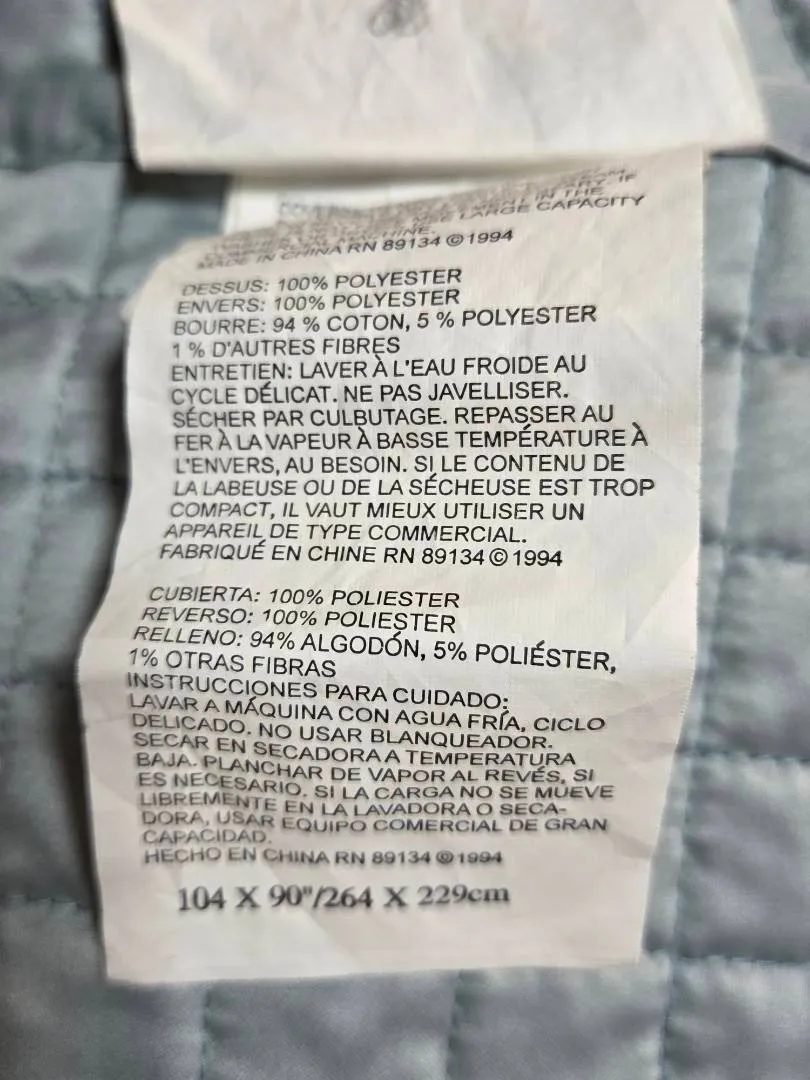 IN THE
LARGE CAPACITY
MADE IN CHINA RN 89134 ©1994
DESSUS: 100% POLYESTER
ENVERS: 100% POLYESTER
BOURRE: 94 % COTON, 5 % POLYESTER
1 % D'AUTRES FIBRES
ENTRETIEN: LAVER À L'EAU FROIDE AU
CYCLE DÉLICAT. NE PAS JAVELLISER.
SÉCHER PAR CULBUTAGE. REPASSER AU
FER À LA VAPEUR À BASSE TEMPÉRATURE À
L'ENVERS, AU BESOIN. SI LE CONTENU DE
LA LABEUSE OU DE LA SÉCHEUSE EST TROP
COMPACT, IL VAUT MIEUX UTILISER UN
APPAREIL DE TYPE COMMERCIAL.
FABRIQUÉ EN CHINE RN 89134 © 1994
CUBIERTA: 100% POLIESTER
REVERSO: 100% POLIESTER
RELLENO: 94% ALGODÓN, 5% POLIÉSTER,
1% OTRAS FIBRAS
INSTRUCCIONES PARA CUIDADO:
LAVAR A MÁQUINA CON AGUA FRÍA, CICLO
DELICADO. NO USAR BLANQUEADOR.
SECAR EN SECADORA A TEMPERATURA
BAJA. PLANCHAR DE VAPOR AL REVÉS, SI
ES NECESARIO. SI LA CARGA NO SE MUEVE
LIBREMENTE EN LA LAVADORA O SECA-
DORA, USAR EQUIPO COMERCIAL DE GRAN
CAPACIDAD.
HECHO EN CHINA RN 89134 ©1994
104 X 90"/264 X 229cm